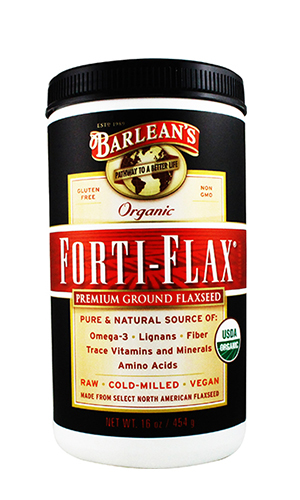 ESTD 1989
BARLEAN'S
PATHWAY TO A BETTER LIFE
GLUTEN FREE
NON GMO
Organic
FORTI-FLAX®
PREMIUM GROUND FLAXSEED
PURE & NATURAL SOURCE OF:
Omega-3 • Lignans • Fiber
Trace Vitamins and Minerals
Amino Acids
USDA
ORGANIC
RAW • COLD-MILLED • VEGAN
MADE FROM SELECT NORTH AMERICAN FLAXSEED
NET WT. 16 oz / 454 g